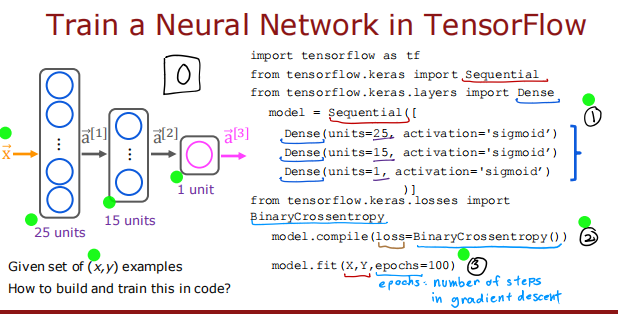 Train a Neural Network in TensorFlow
0
x⃗
a⃗[1]
a⃗[2]
a⃗[3]
1 unit
15 units
25 units
Given set of (x,y) examples
How to build and train this in code?
import tensorflow as tf
from tensorflow.keras import Sequential
from tensorflow.keras.layers import Dense
model = Sequential([
Dense(units=25, activation='sigmoid’)
Dense(units=15, activation='sigmoid’)
Dense(units=1, activation='sigmoid’)
)]
①
from tensorflow.keras.losses import
BinaryCrossentropy
model.compile(loss=BinaryCrossentropy()) ②
model.fit(X,Y,epochs=100) ③
epochs: number of steps
in gradient descent